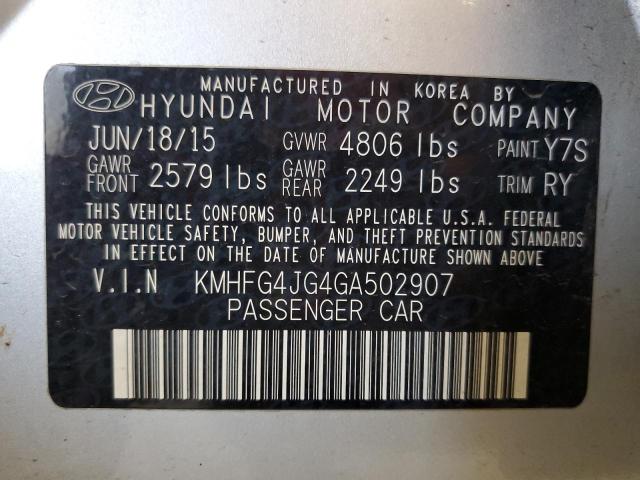 MANUFACTURED IN KOREA BY
HYUNDAI MOTOR COMPANY
JUN/18/15 GVWR 4806 lbs PAINT Y7S
GAWR FRONT 2579 lbs GAWR REAR 2249 lbs TRIM RY
THIS VEHICLE CONFORMS TO ALL APPLICABLE U.S.A. FEDERAL
MOTOR VEHICLE SAFETY, BUMPER, AND THEFT PREVENTION STANDARDS
IN EFFECT ON THE DATE OF MANUFACTURE SHOWN ABOVE.
V.I.N KMHFG4JG4GA502907
PASSENGER CAR